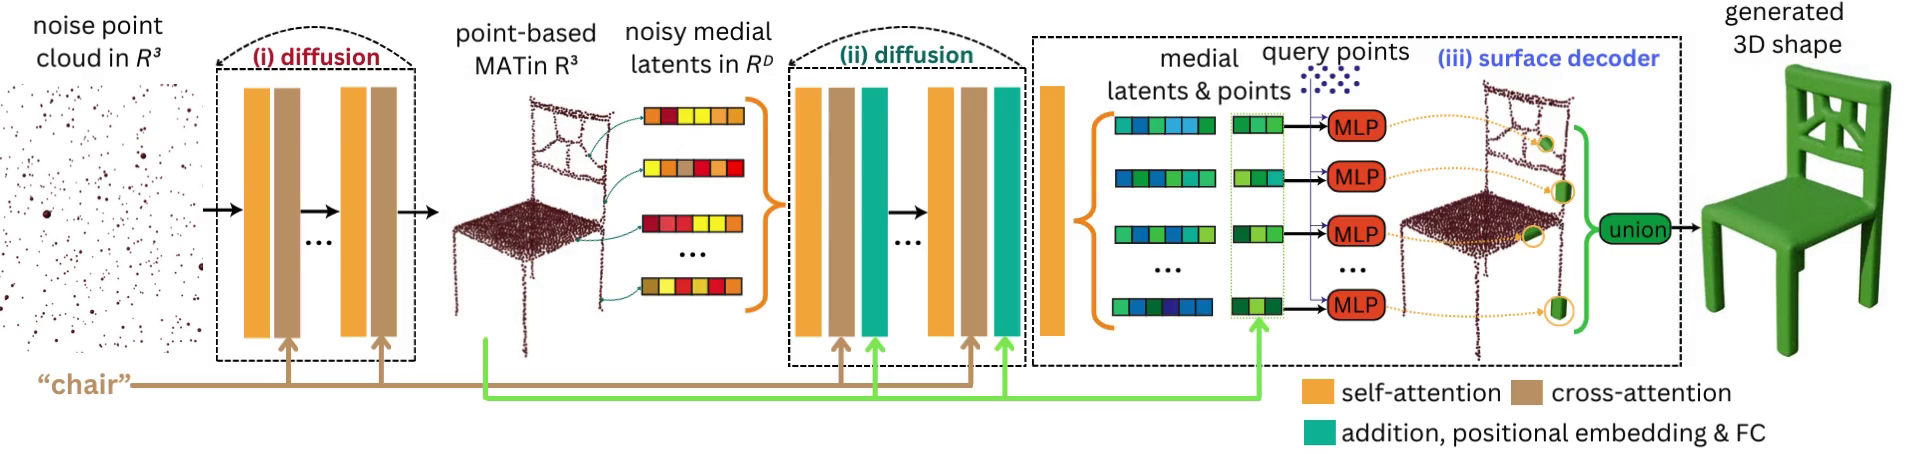 noise point
cloud in R³
(i) diffusion
...
point-based
MATin R³
noisy medial
latents in Rᴰ
...
(ii) diffusion
...
medial
latents & points
query points
(iii) surface decoder
MLP
MLP
MLP
... ...
MLP
union
generated
3D shape
“chair”
self-attention
cross-attention
addition, positional embedding & FC